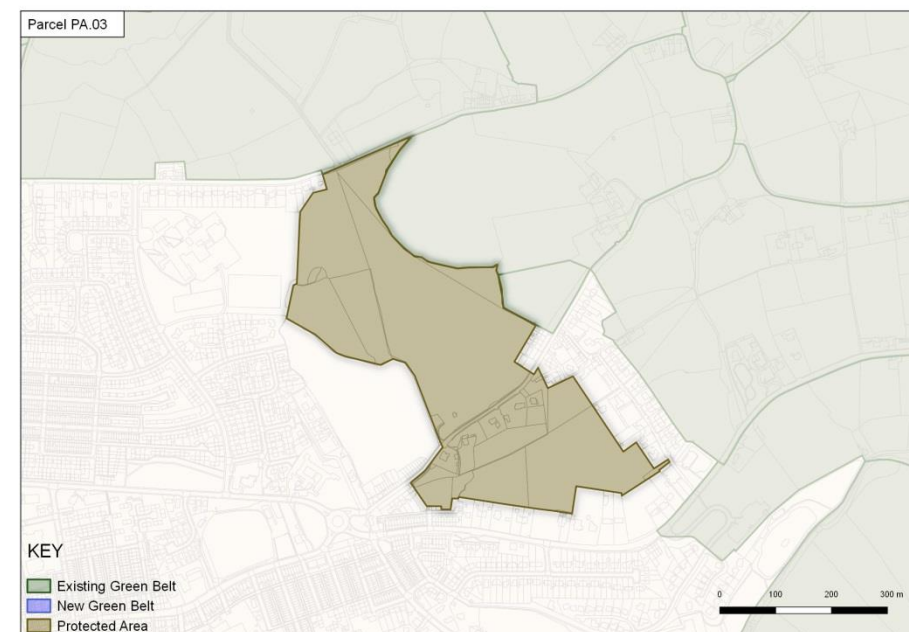 Parcel PA.03
KEY
Existing Green Belt
New Green Belt
Protected Area
0 100 200 300 m